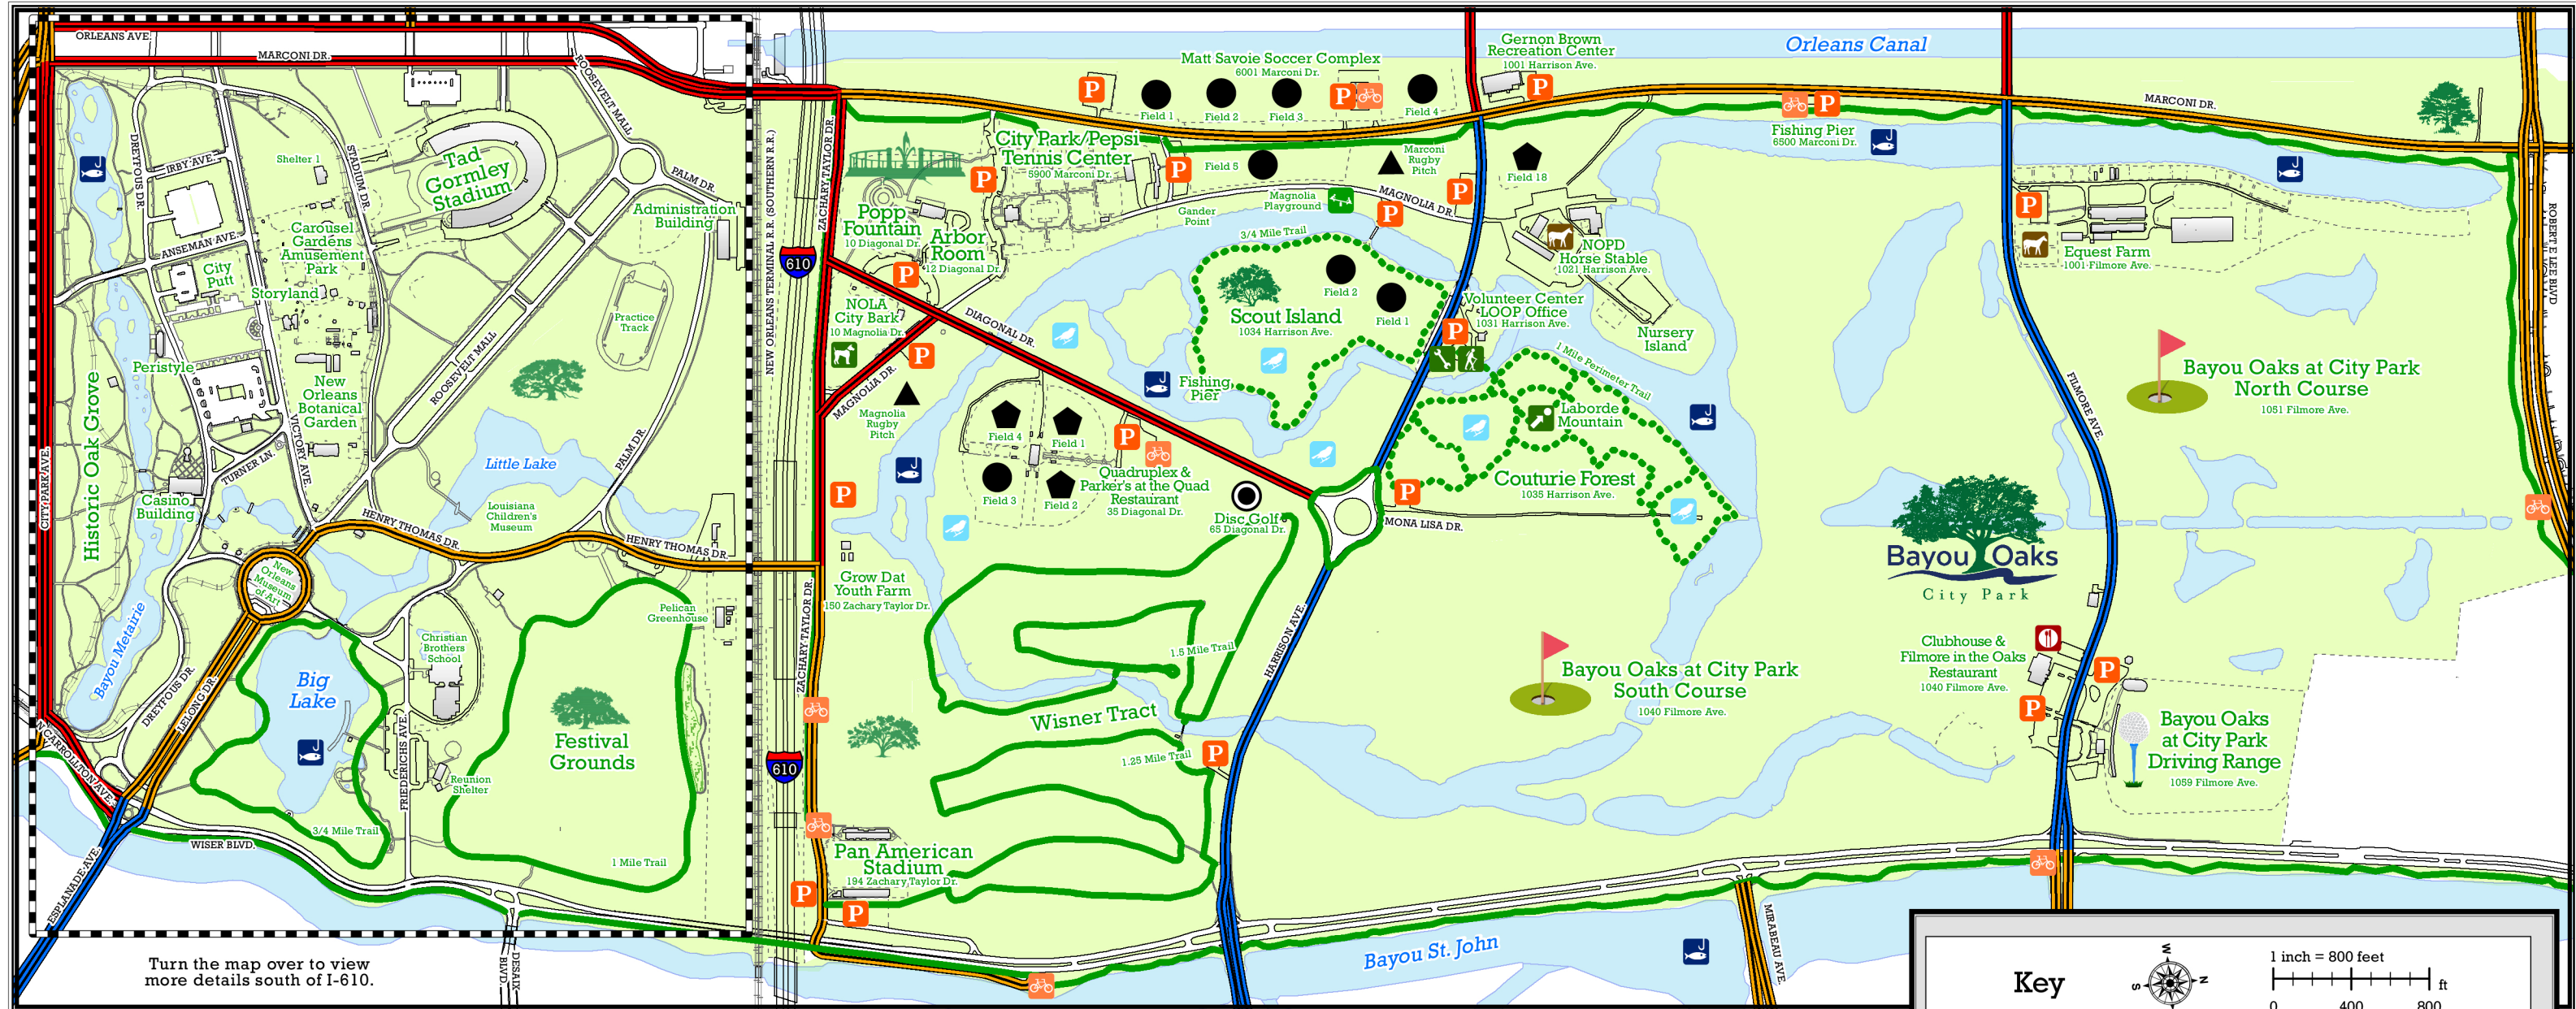 ORLEANS AVE.
MARCONI DR.
ROOSEVELT MALL
DREYFOUS DR.
IRBY AVE.
Shelter 1
STADIUM DR.
Tad
Gormley
Stadium
PALM DR.
Administration
Building
ANSEMAN AVE.
Carousel
Gardens
Amusement
Park
City
Putt
Storyland
Practice
Track
Peristyle
New
Orleans
Botanical
Garden
ROOSEVELT MALL
VICTORY AVE.
Historic Oak Grove
CITY PARK AVE.
TURNER LN.
Casino
Building
Little Lake
PALM DR.
Louisiana
Children's
Museum
HENRY THOMAS DR.
HENRY THOMAS DR.
New
Orleans
Museum
of Art
Bayou Metairie
Big
Lake
DREYFOUS DR.
LELONG DR.
Christian
Brothers
School
Pelican
Greenhouse
Festival
Grounds
FRIEDERICHS AVE.
Reunion
Shelter
N. CARROLLTON AVE.
3/4 Mile Trail
1 Mile Trail
WISER BLVD.
ESPLANADE AVE.
DESAIX
BLVD.
Turn the map over to view
more details south of I-610.
NEW ORLEANS TERMINAL R.R. (SOUTHERN R.R.)
ZACHARY TAYLOR DR.
610
610
ZACHARY TAYLOR DR.
Matt Savoie Soccer Complex
6001 Marconi Dr.
P
Field 1
Field 2
Field 3
P
Field 4
Gernon Brown
Recreation Center
1001 Harrison Ave.
P
Orleans Canal
MARCONI DR.
City Park/Pepsi
Tennis Center
5900 Marconi Dr.
P
P
Field 5
Marconi
Rugby
Pitch
Field 18
P
Fishing Pier
6500 Marconi Dr.
Popp
Fountain
10 Diagonal Dr.
Arbor
Room
12 Diagonal Dr.
P
Gander
Point
Magnolia
Playground
MAGNOLIA DR.
P
P
3/4 Mile Trail
NOPD
Horse Stable
1021 Harrison Ave.
P
Equest Farm
1001 Filmore Ave.
ROBERT E. LEE BLVD
NOLA
City Bark
10 Magnolia Dr.
P
DIAGONAL DR.
MAGNOLIA DR.
Magnolia
Rugby
Pitch
Scout Island
1034 Harrison Ave.
Field 2
Field 1
Volunteer Center
LOOP Office
1031 Harrison Ave.
P
Nursery
Island
1 Mile Perimeter Trail
Fishing
Pier
Laborde
Mountain
Couturie Forest
1035 Harrison Ave.
P
MONA LISA DR.
Field 4
Field 1
Field 3
Field 2
P
Quadruplex &
Parker's at the Quad
Restaurant
35 Diagonal Dr.
Disc Golf
65 Diagonal Dr.
P
Grow Dat
Youth Farm
150 Zachary Taylor Dr.
1.5 Mile Trail
HARRISON AVE.
Wisner Tract
1.25 Mile Trail
P
Pan American
Stadium
194 Zachary Taylor Dr.
P
P
Bayou Oaks at City Park
North Course
1051 Filmore Ave.
FILMORE AVE.
Bayou Oaks
City Park
Bayou Oaks at City Park
South Course
1040 Filmore Ave.
Clubhouse &
Filmore in the Oaks
Restaurant
1040 Filmore Ave.
P
P
Bayou Oaks
at City Park
Driving Range
1059 Filmore Ave.
Bayou St. John
MIRABEAU AVE.
Key
W
S
N
1 inch = 800 feet
ft
0
400
800